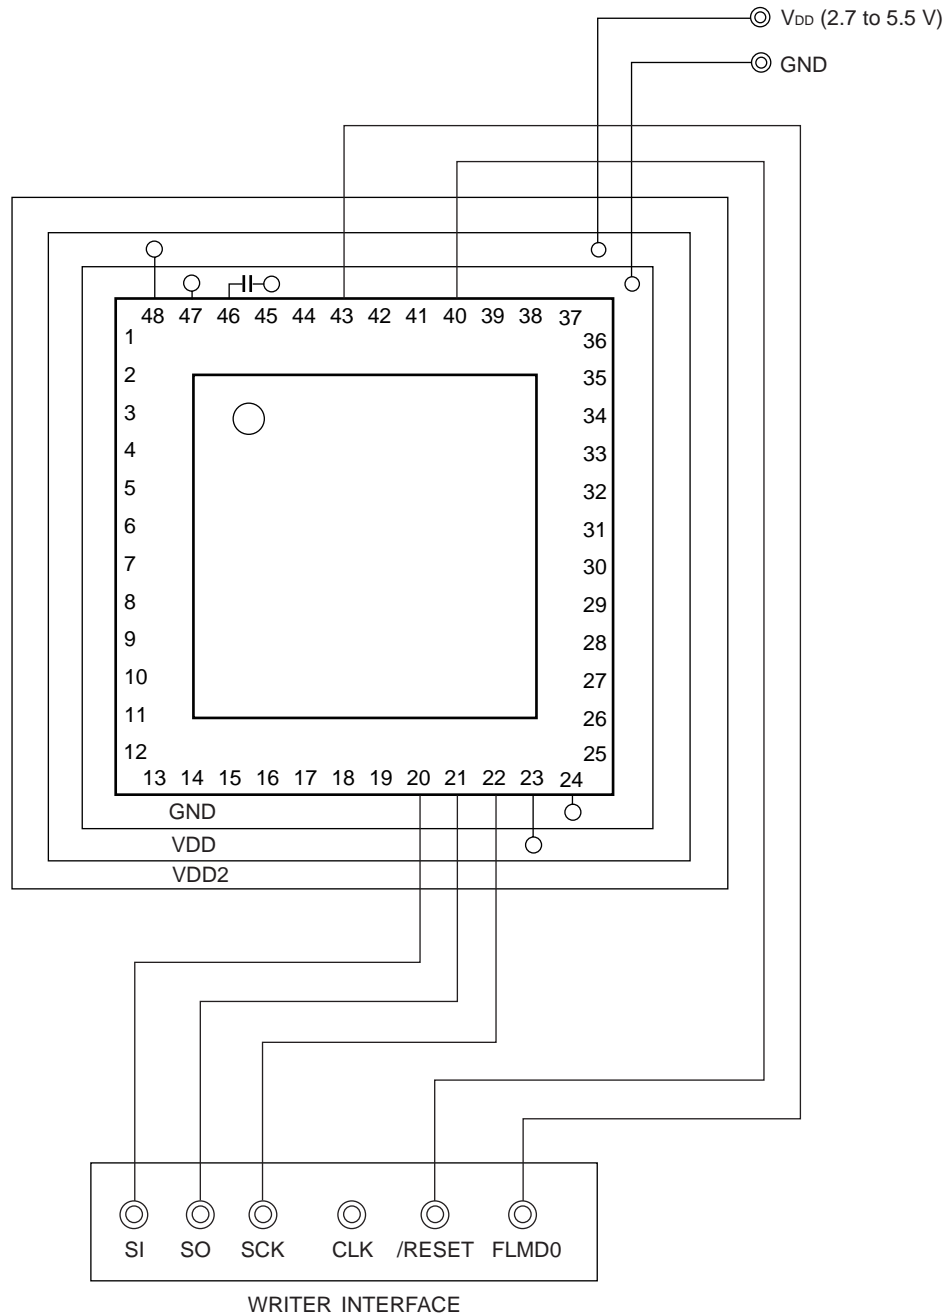 VDD (2.7 to 5.5 V)
GND
48 47 46 45 44 43 42 41 40 39 38 37
1
2
3
4
5
6
7
8
9
10
11
12
36
35
34
33
32
31
30
29
28
27
26
25
13 14 15 16 17 18 19 20 21 22 23 24
GND
VDD
VDD2
SI SO SCK CLK /RESET FLMD0
WRITER INTERFACE